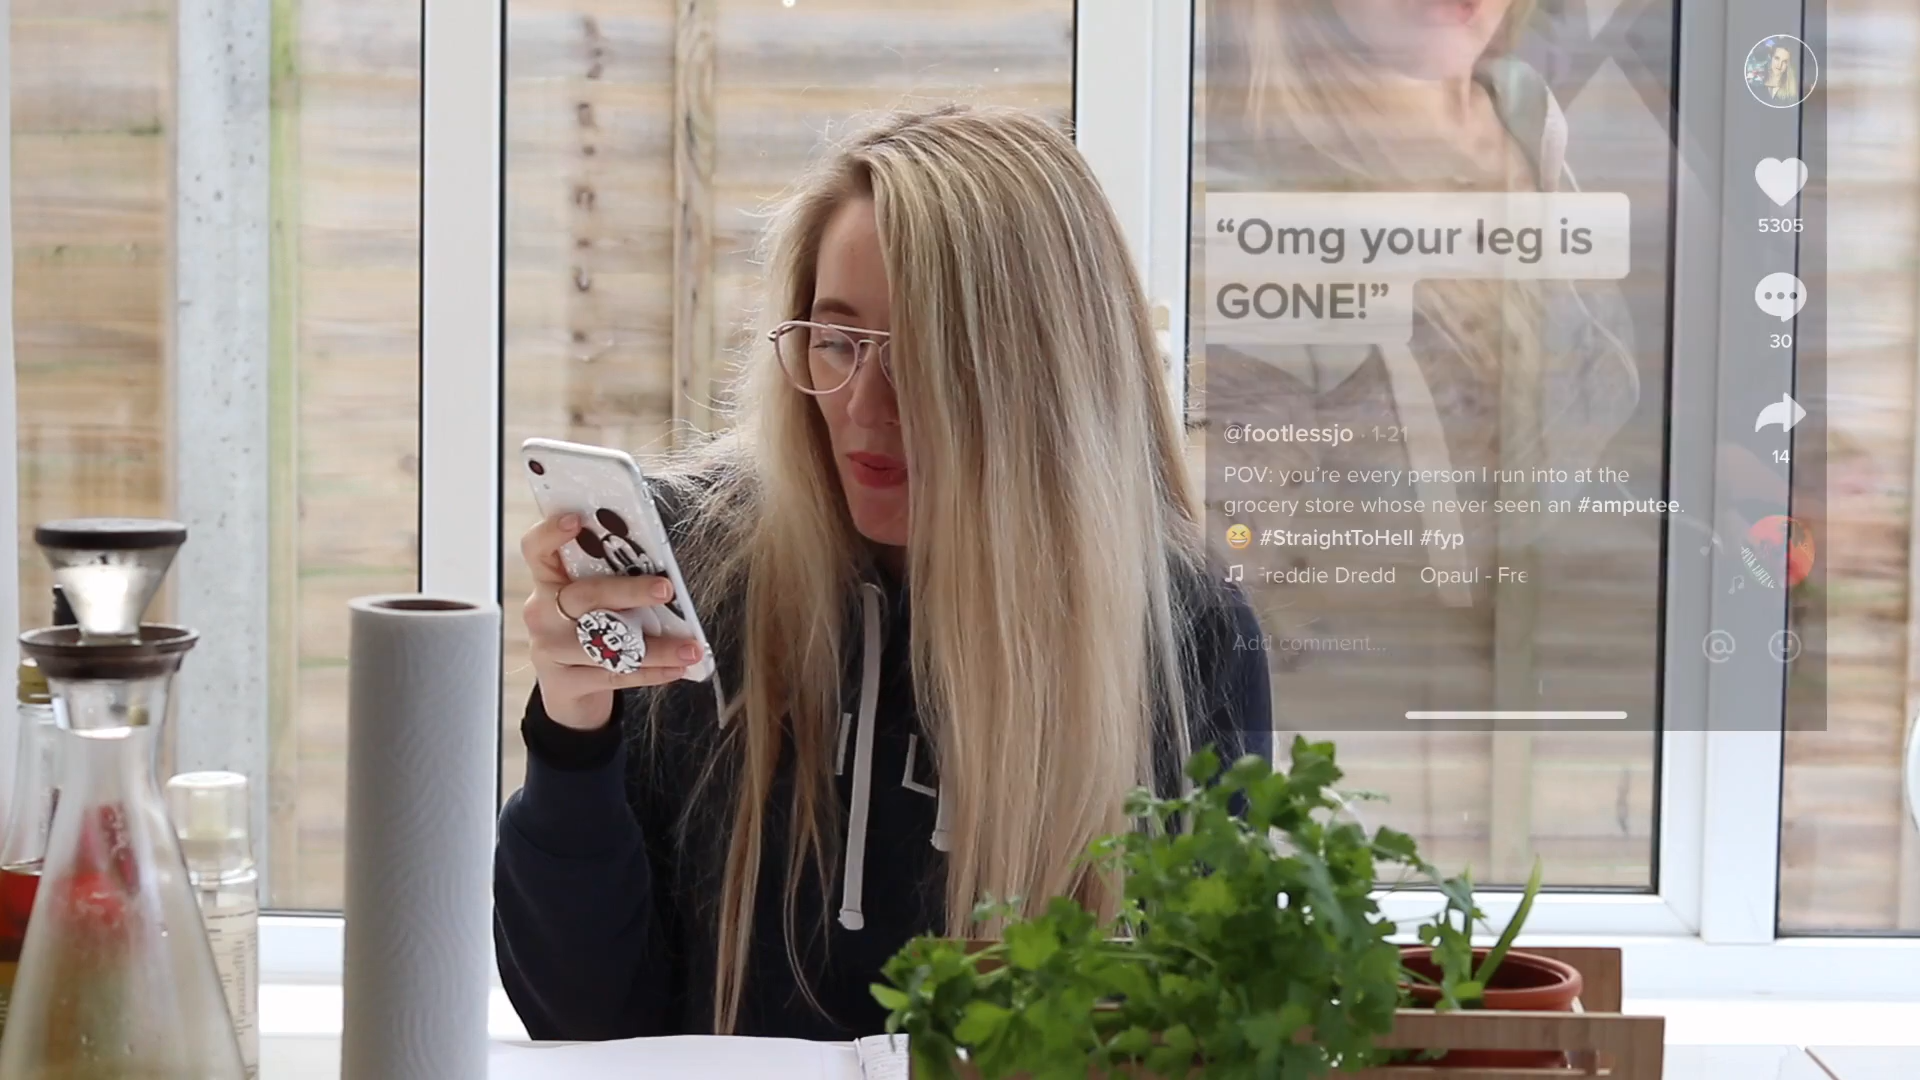 “Omg your leg is
GONE!”
5305
30
14
@footlessjo · 1-21
POV: you’re every person I run into at the
grocery store whose never seen an #amputee.
😆 #StraightToHell #fyp
Freddie Dredd Opaul - Fre
Add comment...